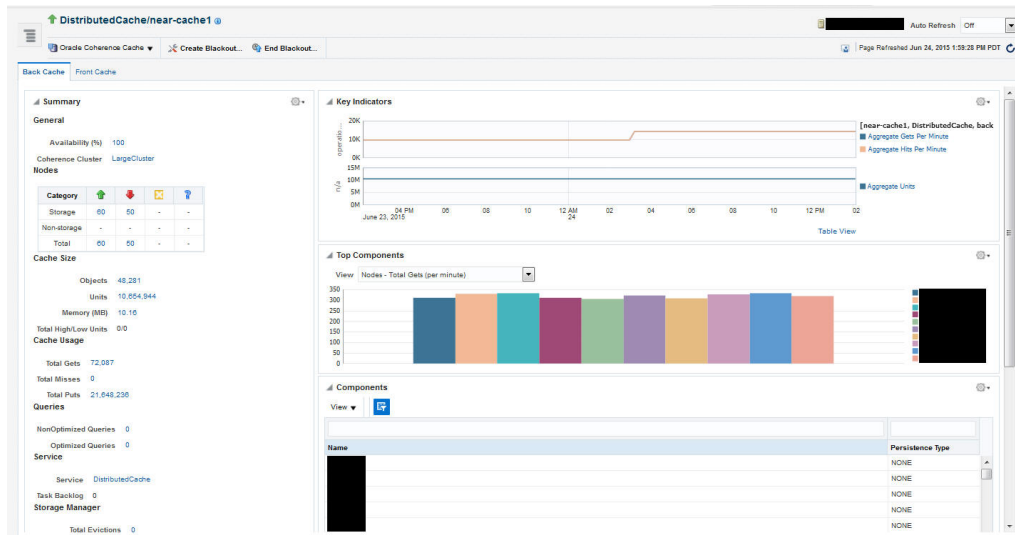 DistributedCache/near-cache1
Auto Refresh Off
Oracle Coherence Cache
Create Blackout...
End Blackout...
Page Refreshed Jun 24, 2015 1:59:28 PM PDT
Back Cache
Front Cache
Summary
General
Availability (%) 100
Coherence Cluster LargeCluster
Nodes
Category
Storage 60 50 - -
Non-storage - - - -
Total 60 50 - -
Cache Size
Objects 48,281
Units 10,654,944
Memory (MB) 10.16
Total High/Low Units 0/0
Cache Usage
Total Gets 72,087
Total Misses 0
Total Puts 21,648,236
Queries
NonOptimized Queries 0
Optimized Queries 0
Service
Service DistributedCache
Task Backlog 0
Storage Manager
Total Evictions 0
Key Indicators
20K
10K
0K
operatio...
15M
10M
5M
0M
n/a
04 PM 06 08 10 12 AM 02 04 06 08 10 12 PM 02
June 23, 2015 24
[near-cache1, DistributedCache, back
Aggregate Gets Per Minute
Aggregate Hits Per Minute
Aggregate Units
Table View
Top Components
View Nodes - Total Gets (per minute)
350
300
250
200
150
100
50
0
Components
View
Name Persistence Type
NONE
NONE
NONE
NONE
NONE